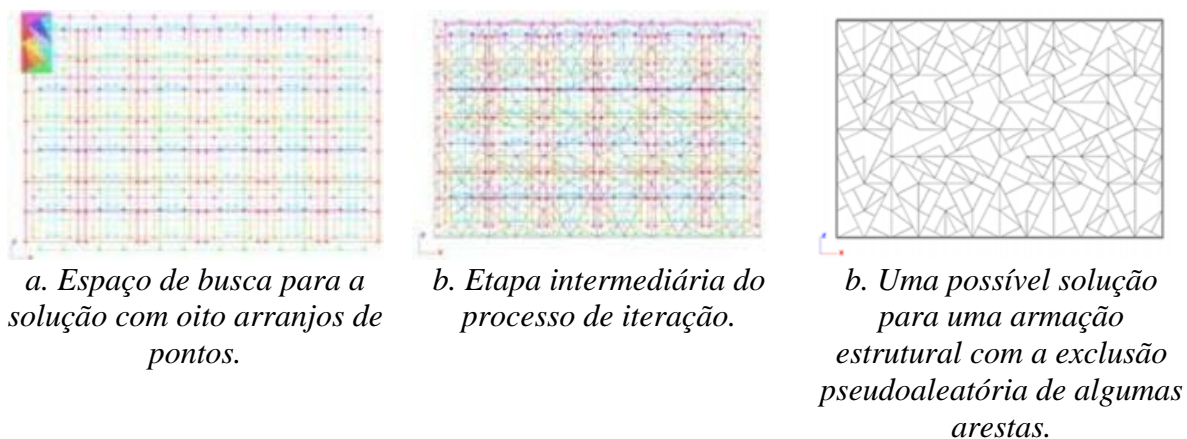 a. Espaço de busca para a
solução com oito arranjos de
pontos.
b. Etapa intermediária do
processo de iteração.
b. Uma possível solução
para uma armação
estrutural com a exclusão
pseudoaleatória de algumas
arestas.